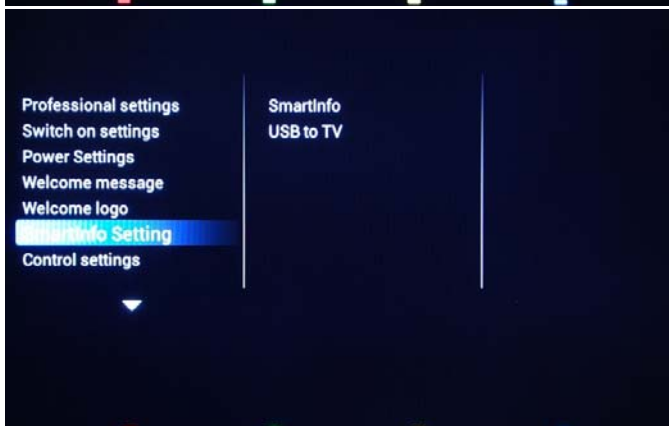 Professional settings
Switch on settings
Power Settings
Welcome message
Welcome logo
SmartInfo Setting
Control settings
SmartInfo
USB to TV